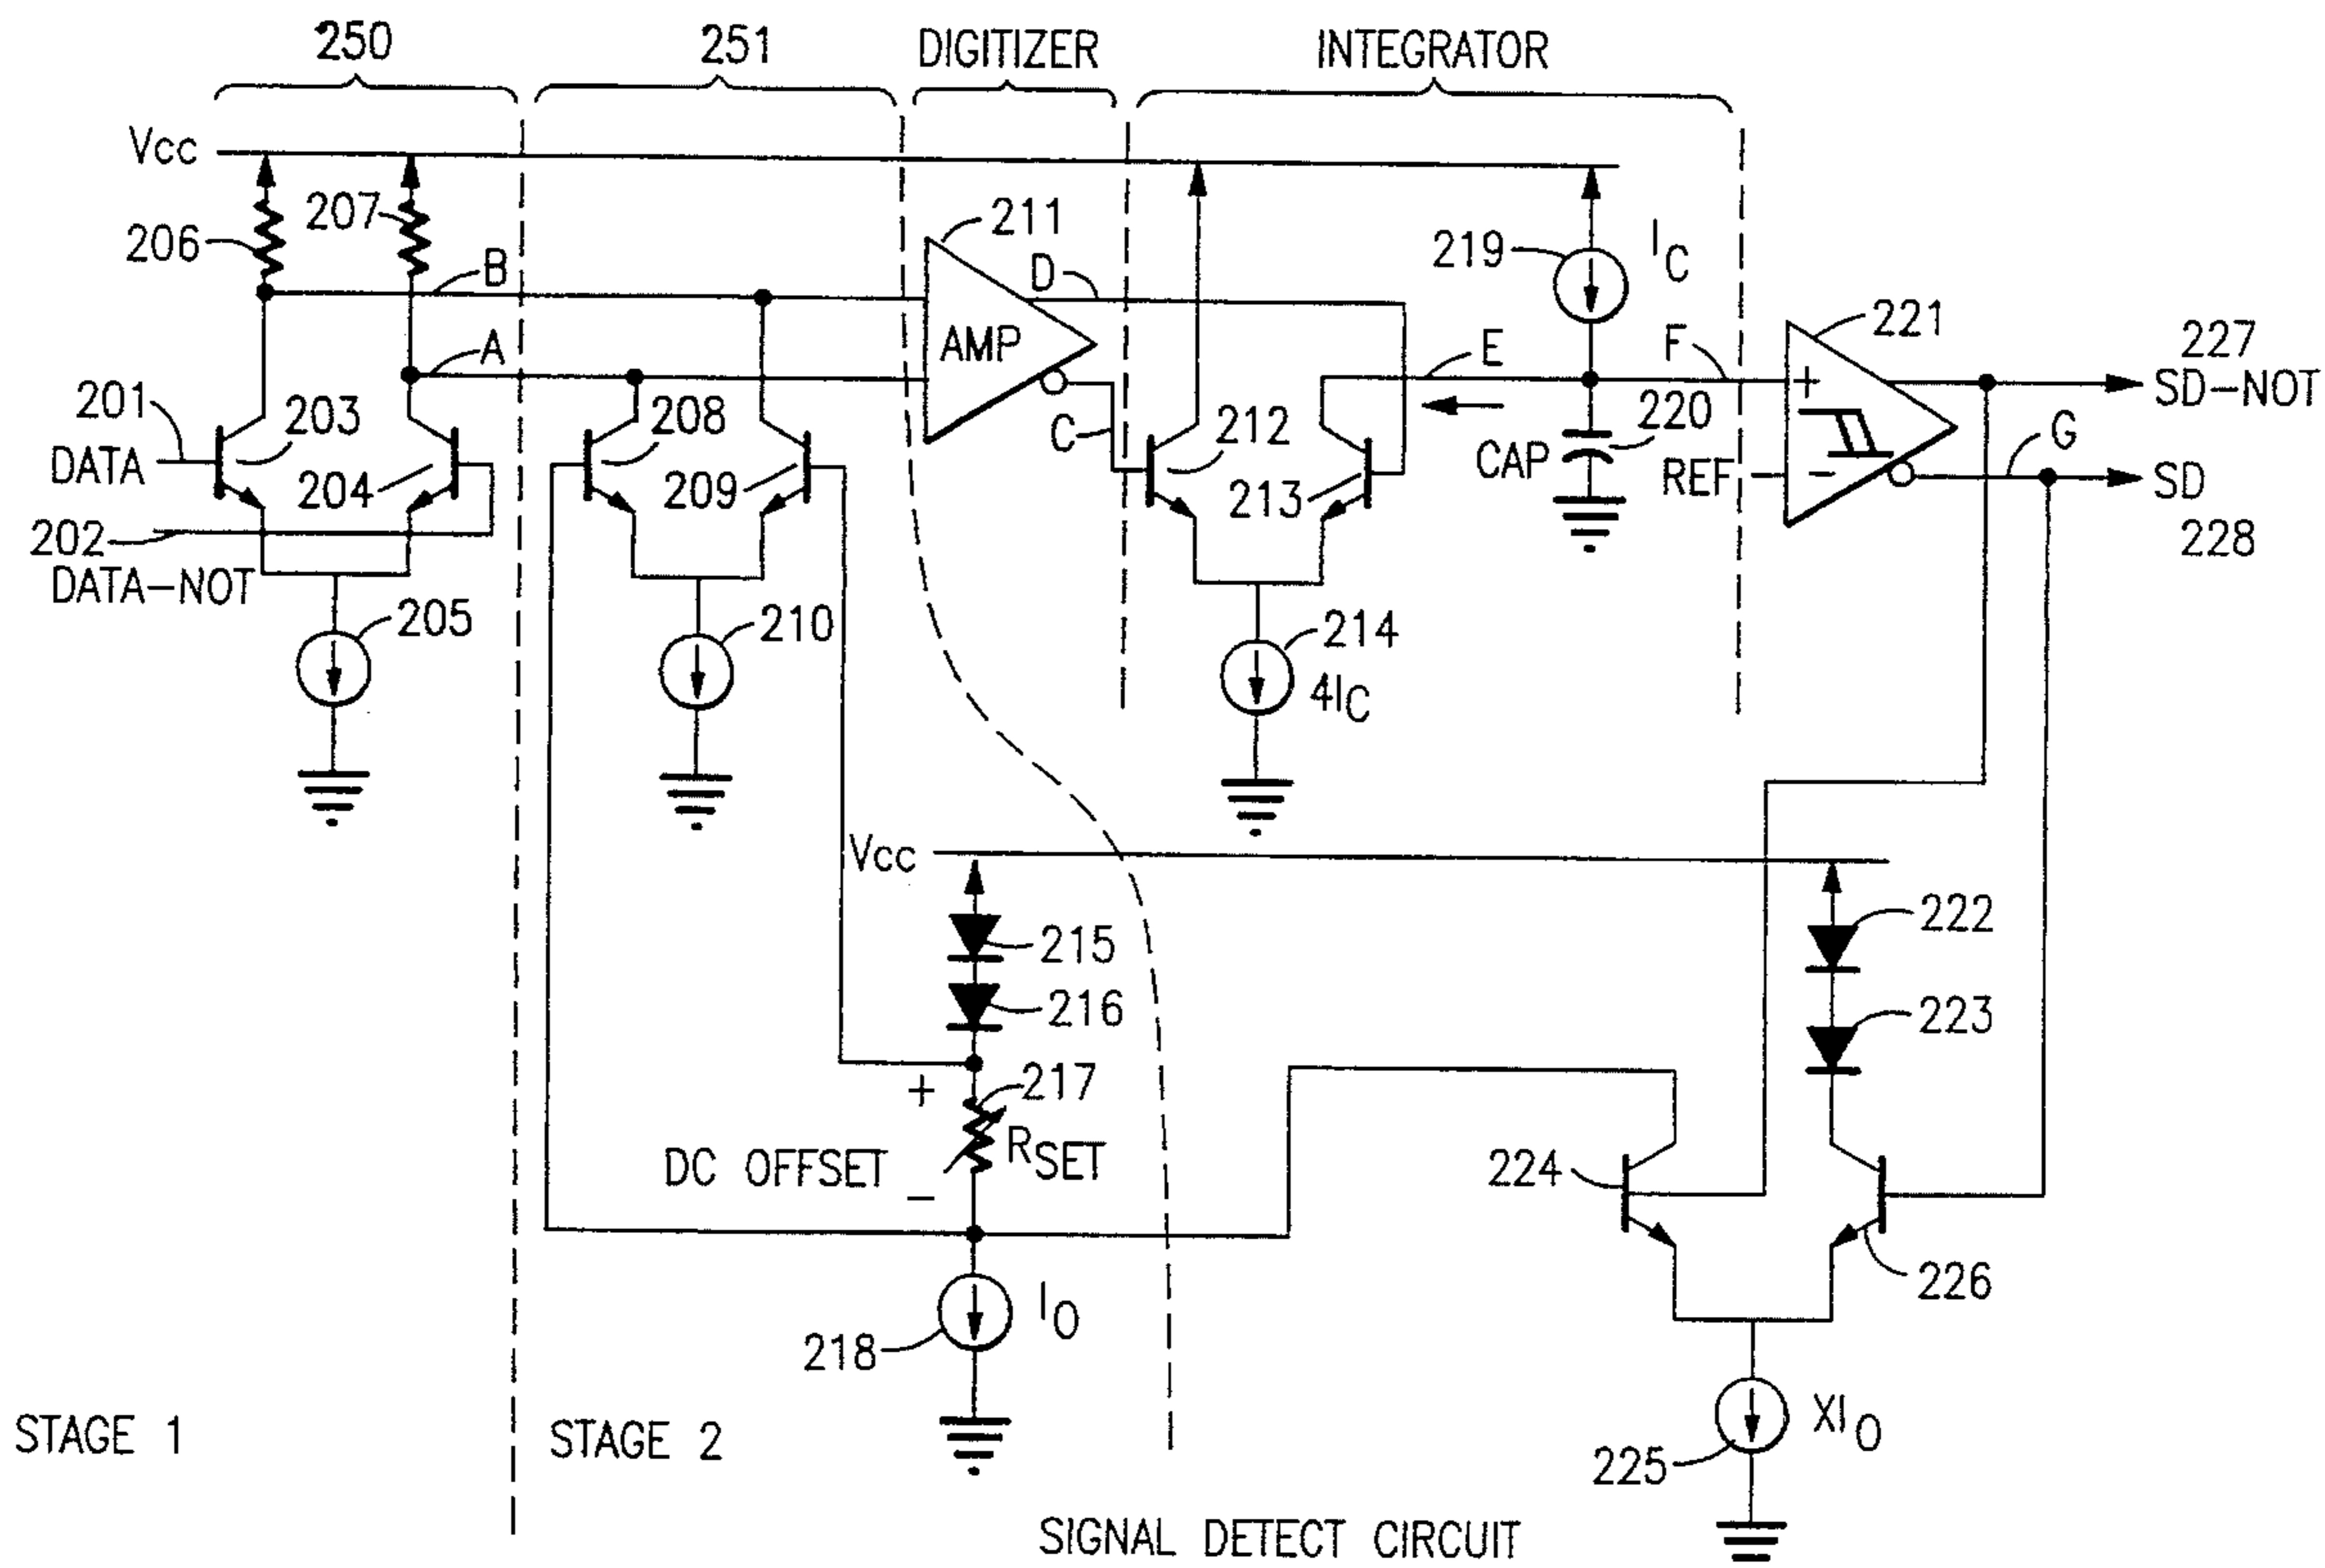 250
251
DIGITIZER
INTEGRATOR
Vcc
206
207
B
A
201
DATA
203
204
202
DATA-NOT
205
208
209
210
211
AMP
D
C
212
213
214
4IC
219
IC
E
F
CAP
220
REF
+
-
221
227
SD-NOT
G
SD
228
Vcc
215
216
+
217
RSET
DC OFFSET
-
IO
218
222
223
224
226
XIO
225
STAGE 1
STAGE 2
SIGNAL DETECT CIRCUIT